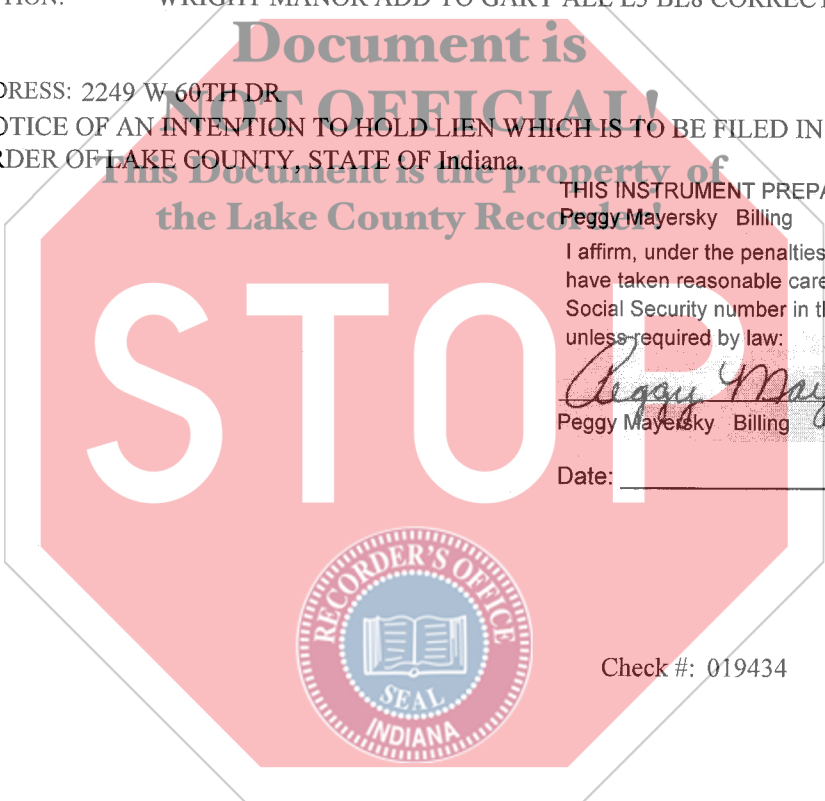 WRIGHT MANOR ADD TO GARY ALL L5 BL8 CORRECT
Document is
DRESS: 2249 W 60TH DR
NOT OFFICIAL!
OTICE OF AN INTENTION TO HOLD LIEN WHICH IS TO BE FILED IN
RDER OF LAKE COUNTY, STATE OF Indiana.
This Document is the property of
the Lake County Recorder!
THIS INSTRUMENT PREPA
Peggy Mayersky Billing
I affirm, under the penalties
have taken reasonable care
Social Security number in th
unless required by law:
Peggy May
Peggy Mayersky Billing
Date:
STOP
RECORDER'S OFFICE
SEAL
INDIANA
Check #: 019434